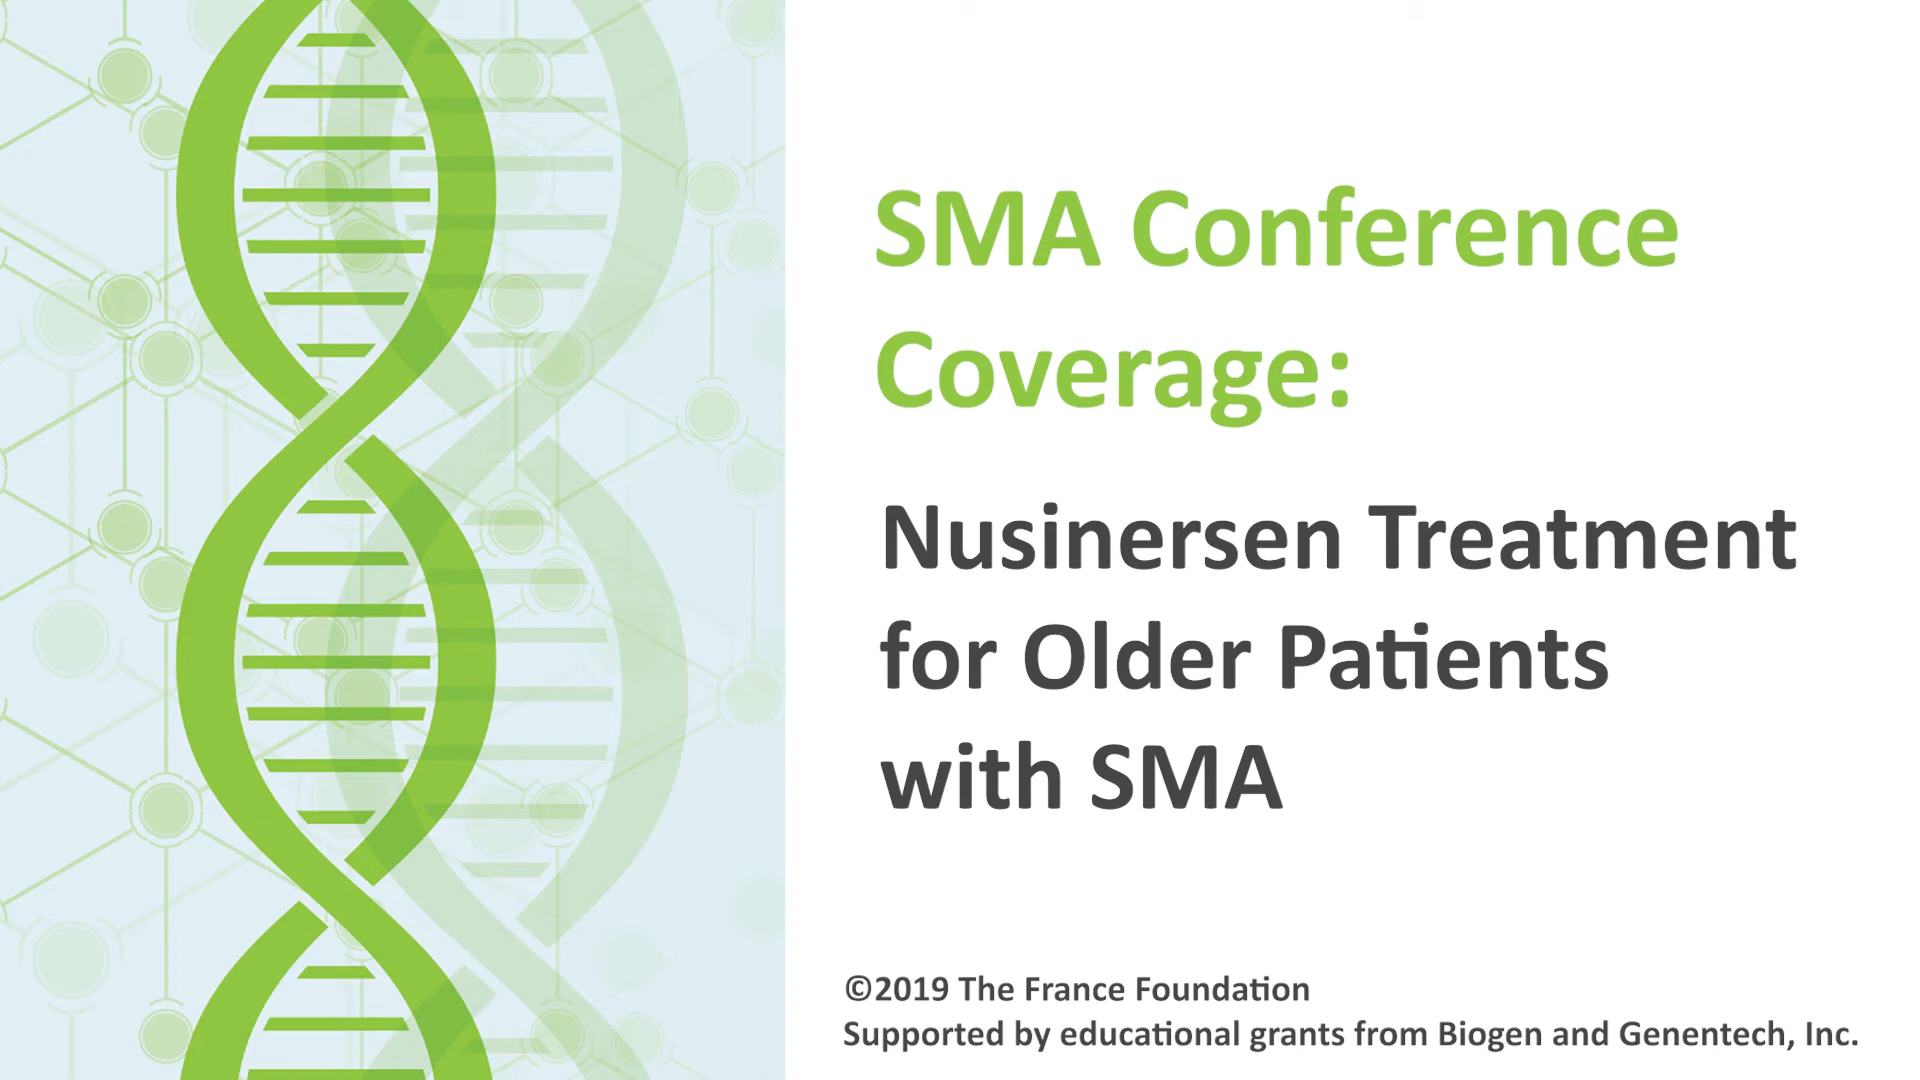 SMA Conference
Coverage:
Nusinersen Treatment
for Older Patients
with SMA
©2019 The France Foundation
Supported by educational grants from Biogen and Genentech, Inc.